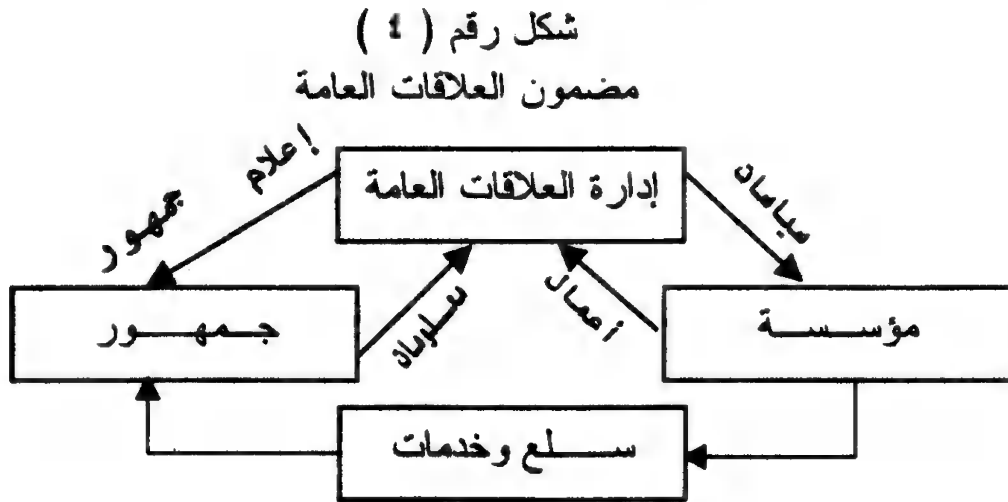 شكل رقم ( 1 )
مضمون العلاقات العامة
إدارة العلاقات العامة
إعلام
جمهور
سياسات
أعمال
جمهور
مؤسسة
سلع وخدمات